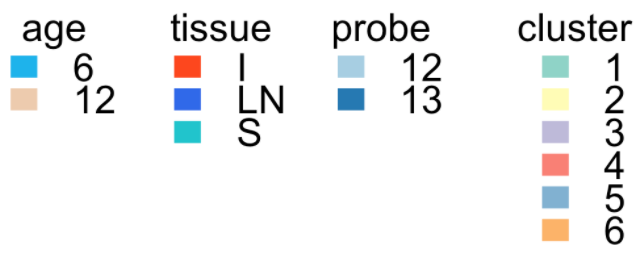 age tissue probe cluster
6 I 12 1
12 LN 13 2
S 3
4
5
6